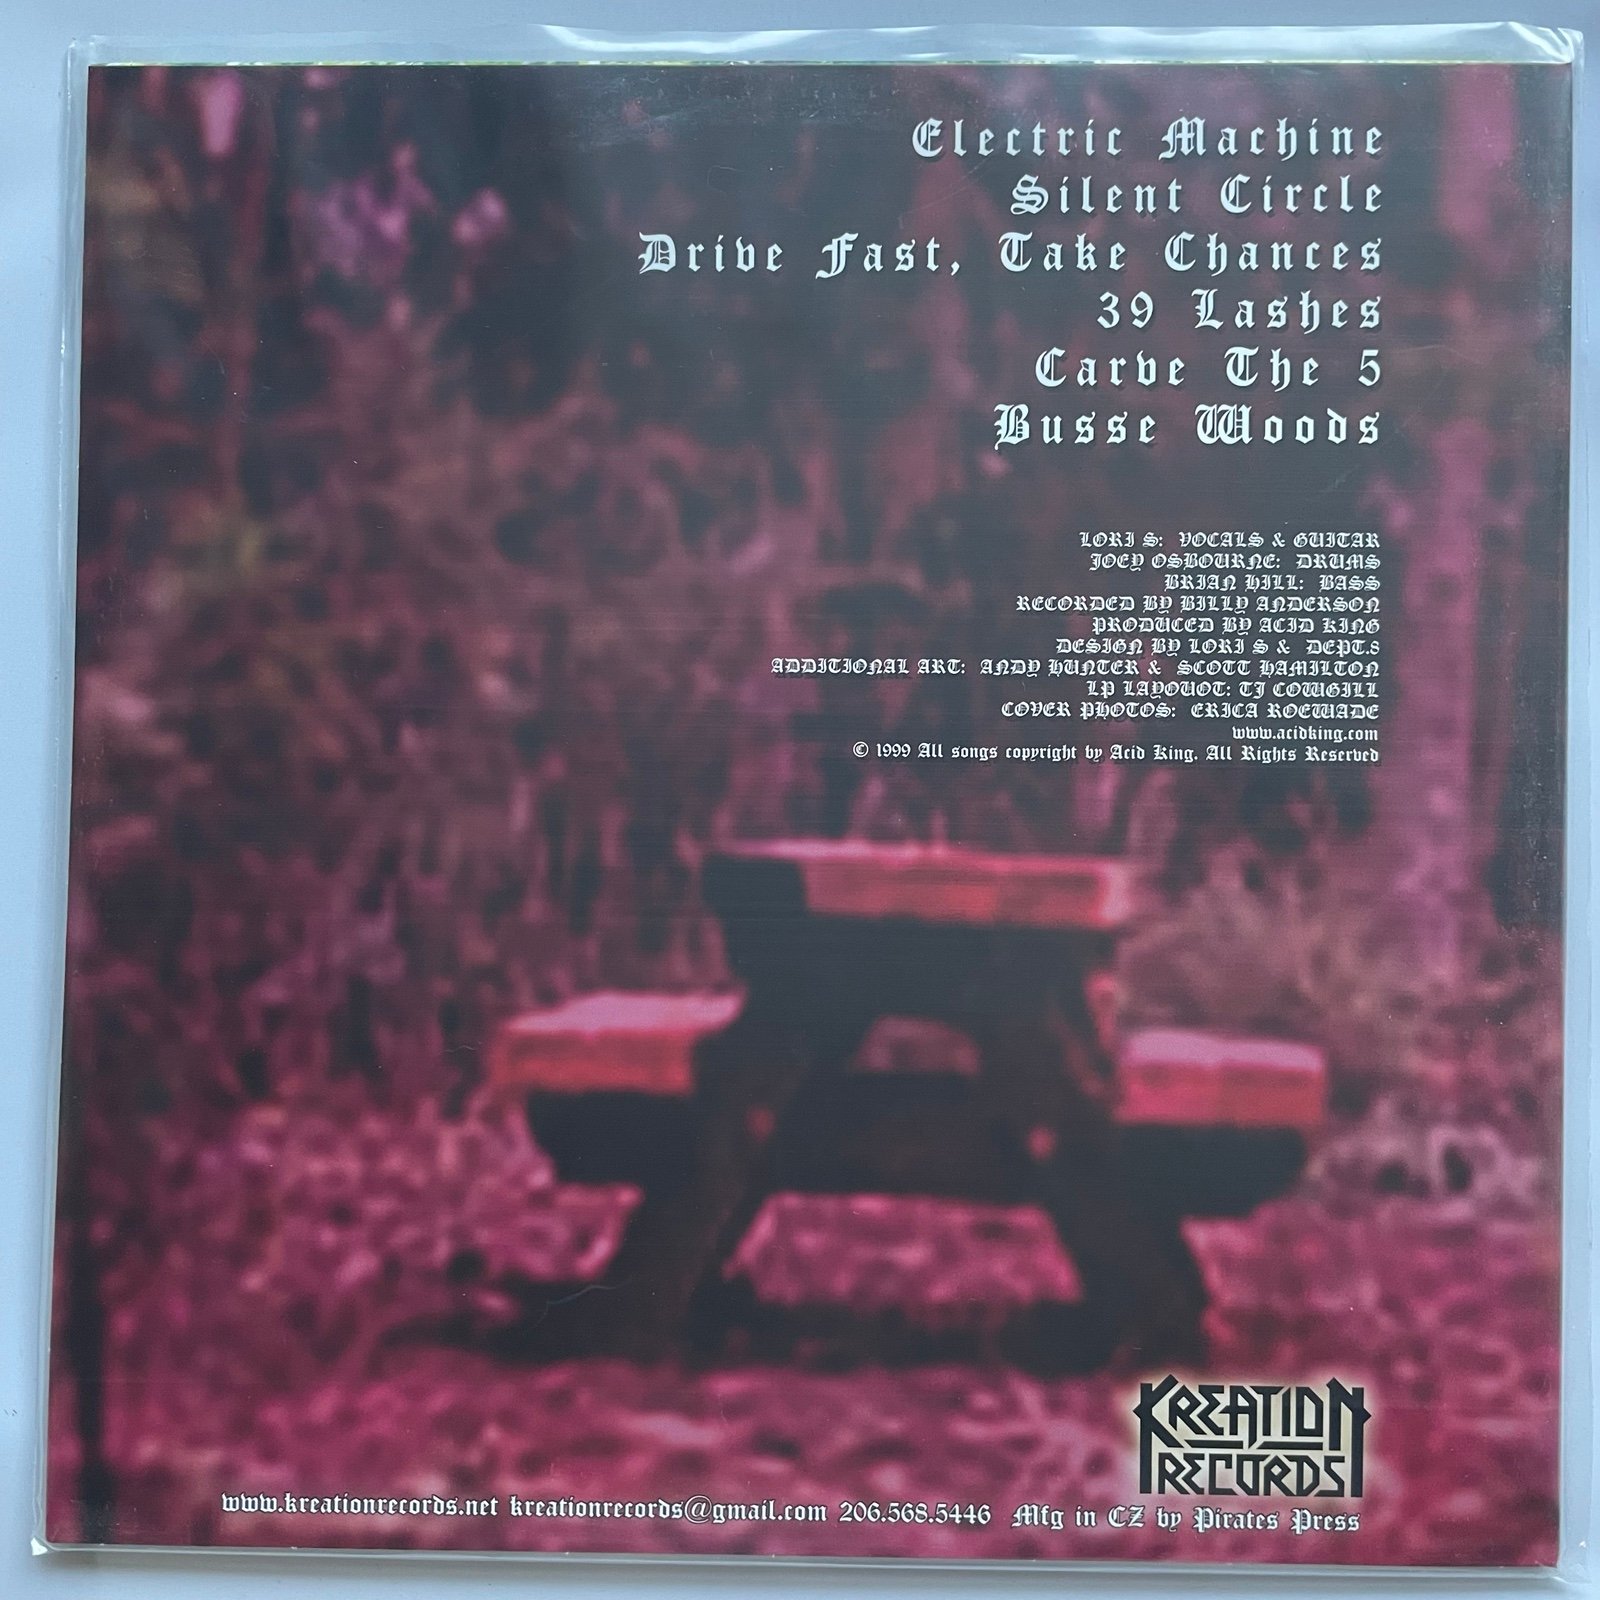 Electric Machine
Silent Circle
Drive Fast, Take Chances
39 Lashes
Carve The 5
Busse Woods
LORI S: VOCALS & GUITAR
JOEY OSBOURNE: DRUMS
BRIAN HILL: BASS
RECORDED BY BILLY ANDERSON
PRODUCED BY ACID KING
DESIGN BY LORI S & DEPT.8
ADDITIONAL ART: ANDY HUNTER & SCOTT HAMILTON
LP LAYOUOT: TJ COWGILL
COVER PHOTOS: ERICA ROEWADE
www.acidking.com
© 1999 All songs copyright by Acid King. All Rights Reserved
KREATION
RECORDS
www.kreationrecords.net kreationrecords@gmail.com 206.568.5446 Mfg in CZ by Pirates Press